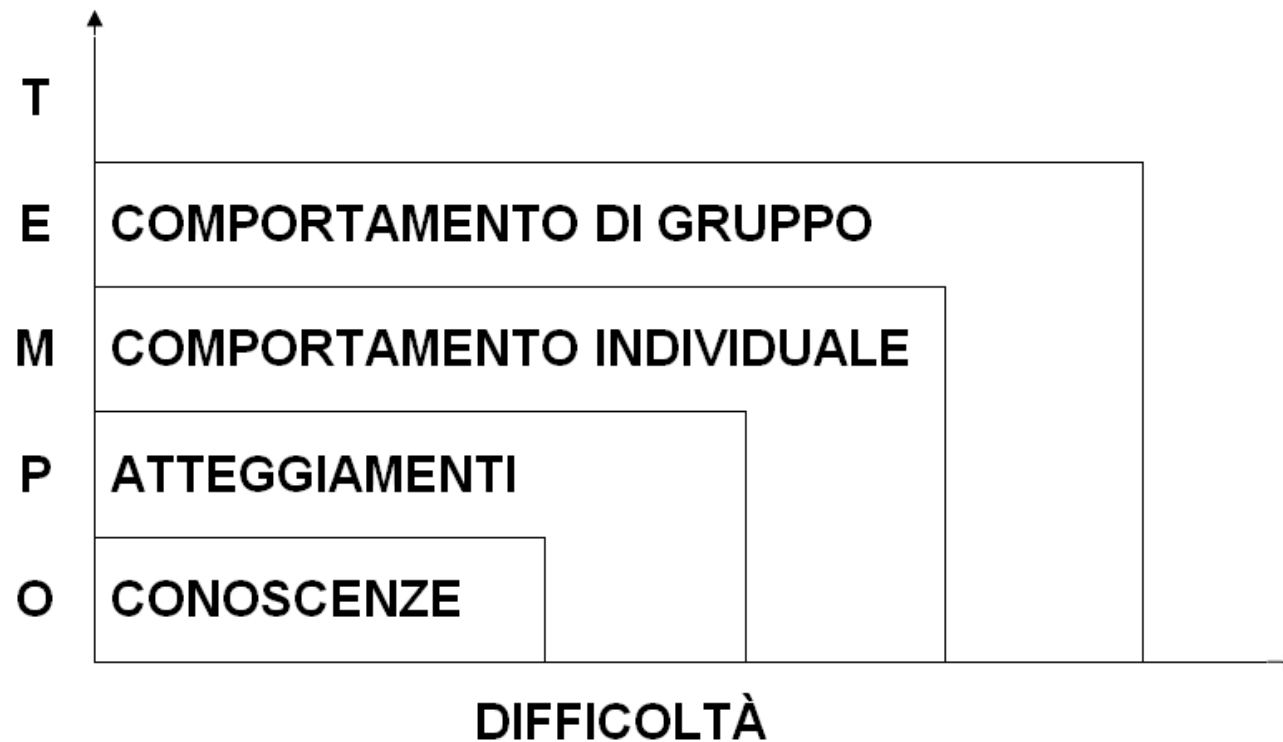 T
E
M
P
O
COMPORTAMENTO DI GRUPPO
COMPORTAMENTO INDIVIDUALE
ATTEGGIAMENTI
CONOSCENZE
DIFFICOLTÀ